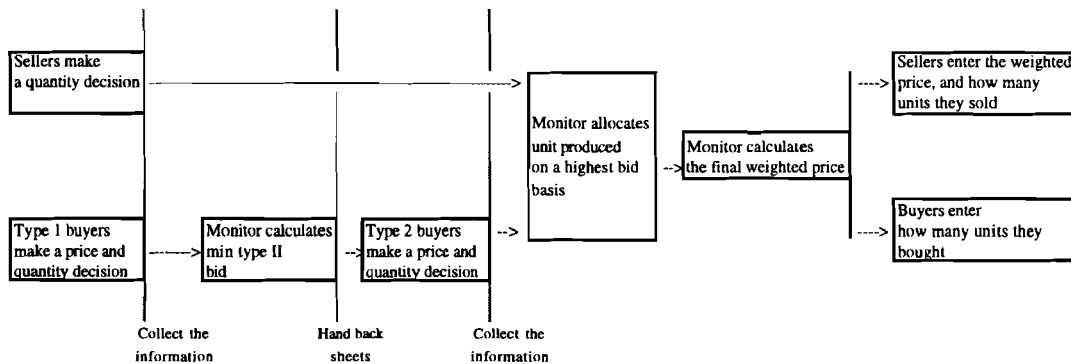 Sellers make
a quantity decision
Type 1 buyers
make a price and
quantity decision
Collect the
information
Monitor calculates
min type II
bid
Hand back
sheets
Type 2 buyers
make a price and
quantity decision
Collect the
information
Monitor allocates
unit produced
on a highest bid
basis
Monitor calculates
the final weighted price
Sellers enter the weighted
price, and how many
units they sold
Buyers enter
how many units they
bought